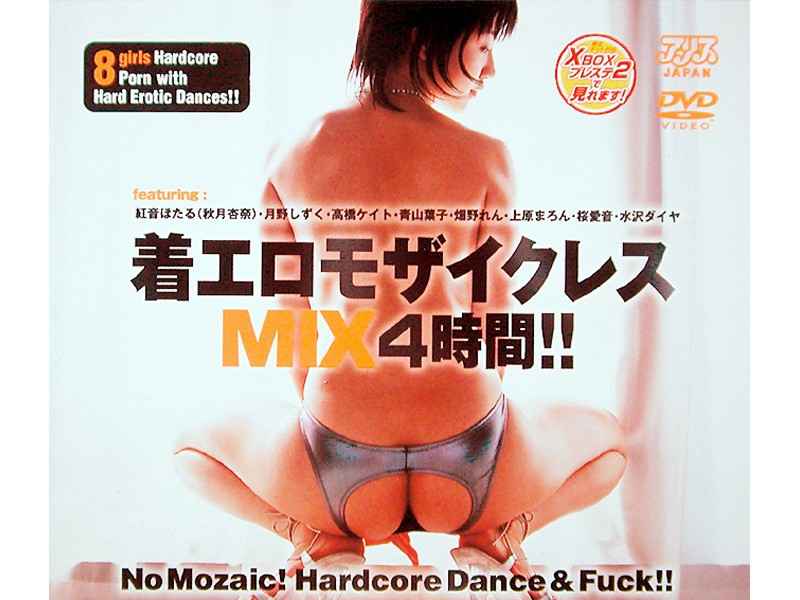 8 girls Hardcore
Porn with
Hard Erotic Dances!!
XBOX
プレステ2
で
見れます!
アリス
JAPAN
DVD
VIDEO
featuring :
紅音ほたる(秋月杏奈)・月野しずく・高橋ケイト・青山葉子・畑野れん・上原まろん・桜愛音・水沢ダイヤ
着エロモザイクレス
MIX4時間!!
No Mozaic! Hardcore Dance & Fuck!!